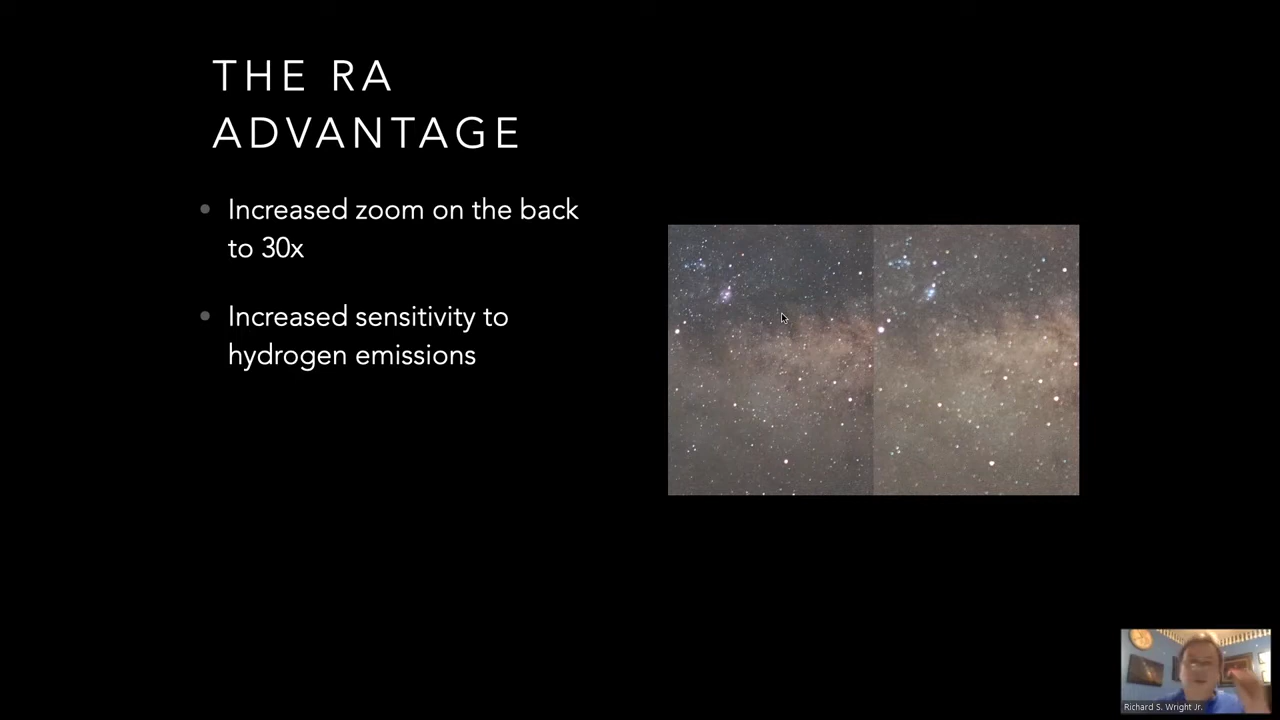 THE RA
ADVANTAGE
Increased zoom on the back
to 30x
Increased sensitivity to
hydrogen emissions
Richard S. Wright Jr.